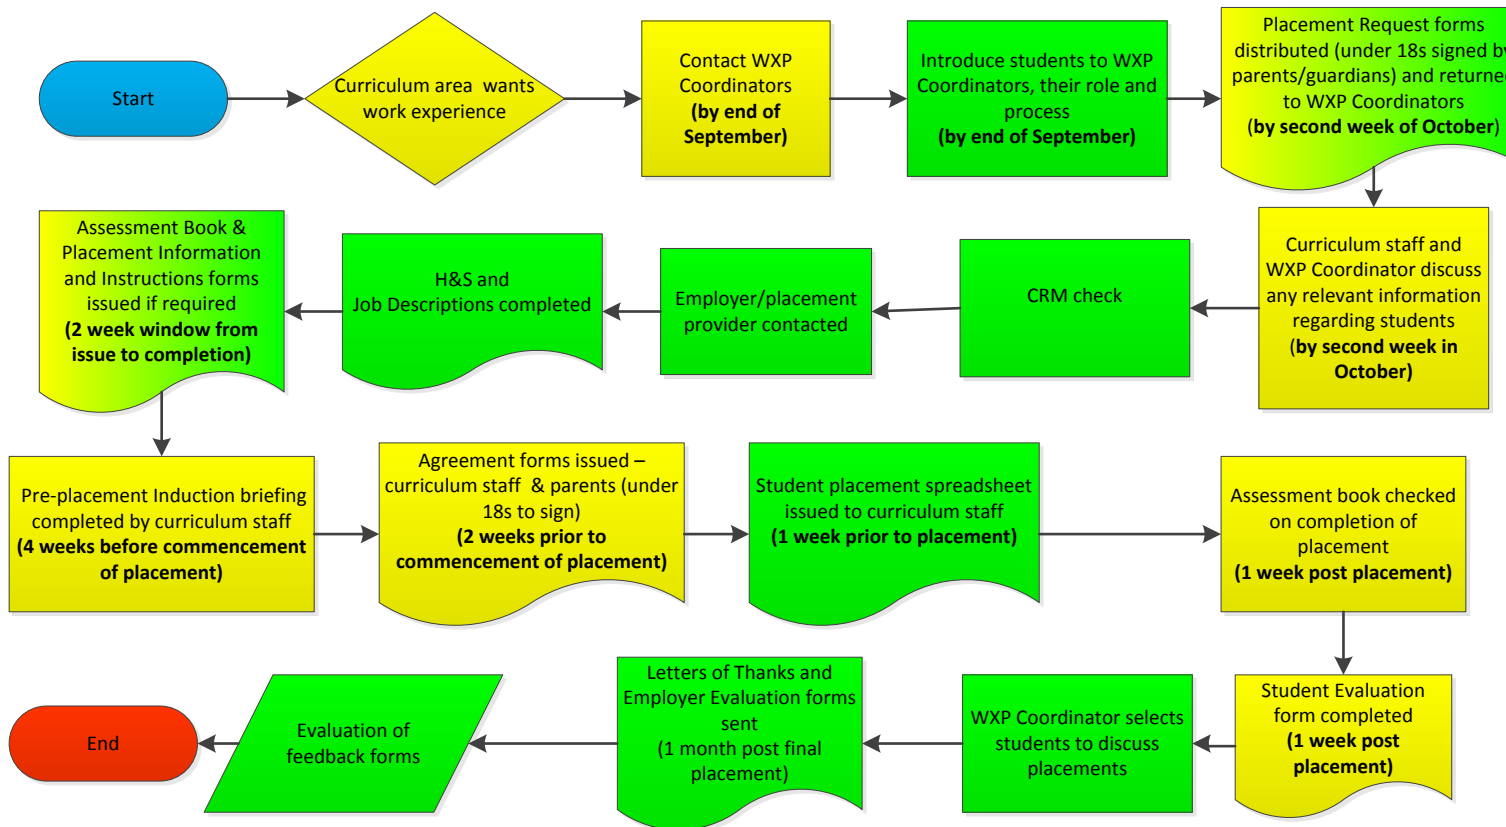 Start
Curriculum area wants
work experience
Contact WXP
Coordinators
(by end of
September)
Introduce students to WXP
Coordinators, their role and
process
(by end of September)
Placement Request forms
distributed (under 18s signed by
parents/guardians) and returned
to WXP Coordinators
(by second week of October)
Curriculum staff and
WXP Coordinator discuss
any relevant information
regarding students
(by second week in
October)
CRM check
Employer/placement
provider contacted
H&S and
Job Descriptions completed
Assessment Book &
Placement Information
and Instructions forms
issued if required
(2 week window from
issue to completion)
Pre-placement Induction briefing
completed by curriculum staff
(4 weeks before commencement
of placement)
Agreement forms issued –
curriculum staff & parents (under
18s to sign)
(2 weeks prior to
commencement of placement)
Student placement spreadsheet
issued to curriculum staff
(1 week prior to placement)
Assessment book checked
on completion of
placement
(1 week post placement)
Student Evaluation
form completed
(1 week post
placement)
WXP Coordinator selects
students to discuss
placements
Letters of Thanks and
Employer Evaluation forms
sent
(1 month post final
placement)
Evaluation of
feedback forms
End